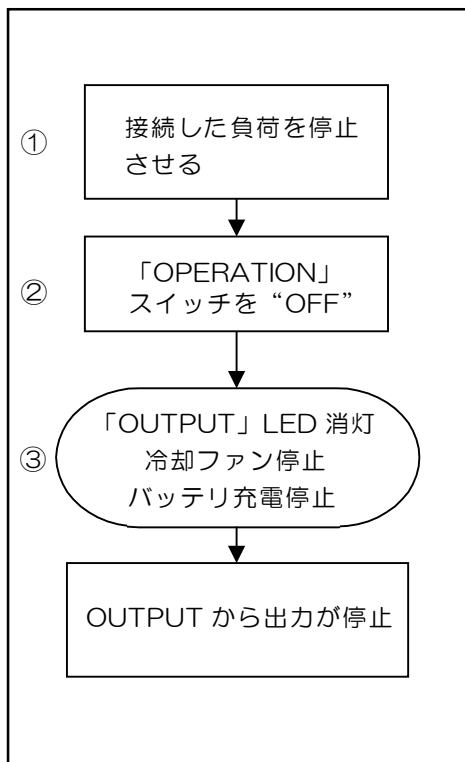 ①
接続した負荷を停止
させる
②
「OPERATION」
スイッチを“OFF”
③
「OUTPUT」LED 消灯
冷却ファン停止
バッテリ充電停止
OUTPUT から出力が停止